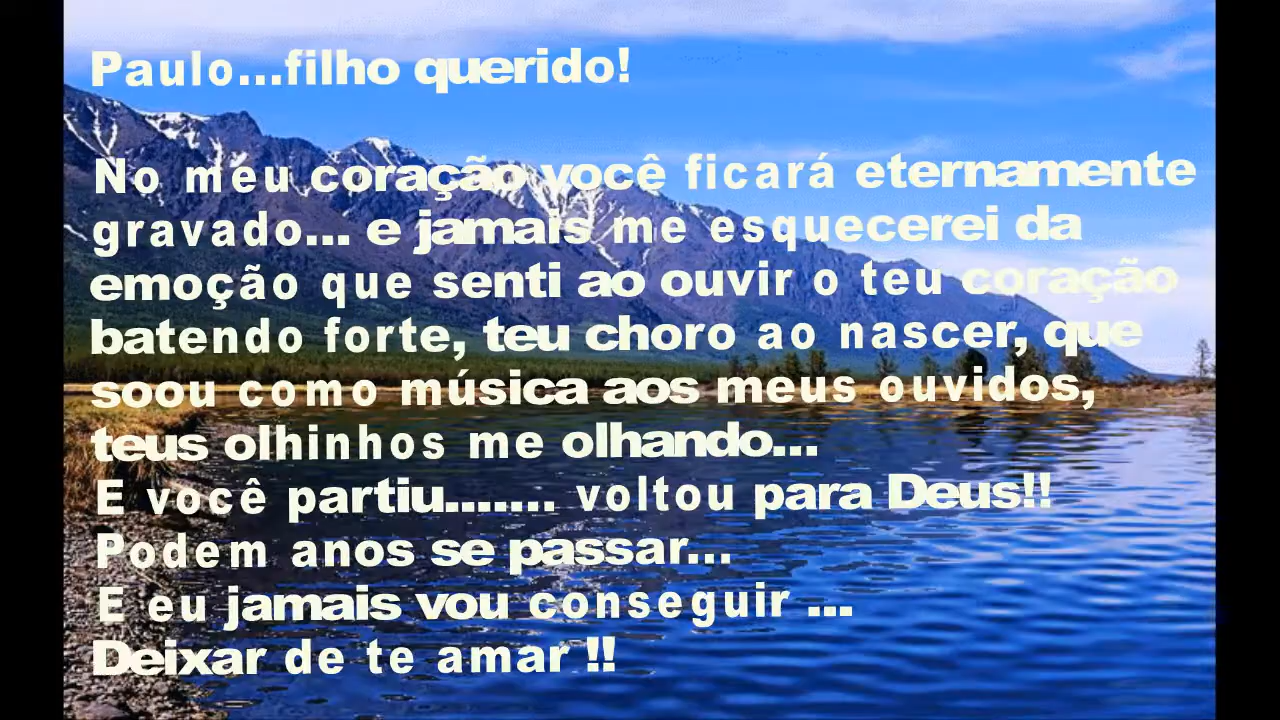 Paulo...filho querido!
No meu coração você ficará eternamente
gravado... e jamais me esquecerei da
emoção que senti ao ouvir o teu coração
batendo forte, teu choro ao nascer, que
soou como música aos meus ouvidos,
teus olhinhos me olhando...
E você partiu....... voltou para Deus!!
Podem anos se passar...
E eu jamais vou conseguir ...
Deixar de te amar !!